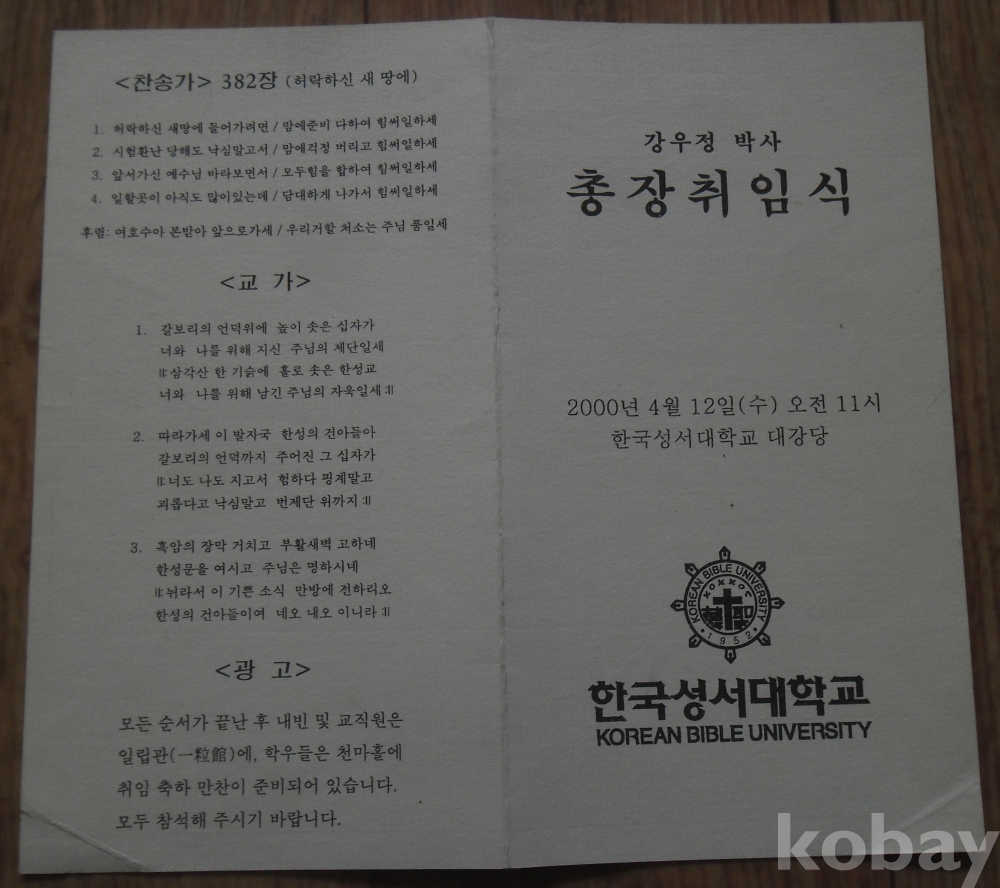 <찬송가> 382장 (허락하신 새 땅에)
1. 허락하신 새땅에 들어가려면 / 맘에준비 다하여 힘써일하세
2. 시험환난 당해도 낙심말고서 / 맘에걱정 버리고 힘써일하세
3. 앞서가신 예수님 바라보면서 / 모두힘을 합하여 힘써일하세
4. 일할곳이 아직도 많이있는데 / 담대하게 나가서 힘써일하세
후렴: 여호수아 본받아 앞으로가세 / 우리거할 처소는 주님 품일세
<교 가>
1. 갈보리의 언덕위에 높이 솟은 십자가
너와 나를 위해 지신 주님의 제단일세
𝄆삼각산 한 기슭에 홀로 솟은 한성교
너와 나를 위해 남긴 주님의 자욱일세𝄇
2. 따라가세 이 발자국 한성의 건아들아
갈보리의 언덕까지 주어진 그 십자가
𝄆너도 나도 지고서 험하다 핑계말고
괴롭다고 낙심말고 번제단 위까지𝄇
3. 흑암의 장막 거치고 부활새벽 고하네
한성문을 여시고 주님은 명하시네
𝄆뉘라서 이 기쁜 소식 만방에 전하리오
한성의 건아들이여 네오 내오 이니라𝄇
<광 고>
모든 순서가 끝난 후 내빈 및 교직원은
일립관(一粒館)에, 학우들은 천마홀에
취임 축하 만찬이 준비되어 있습니다.
모두 참석해 주시기 바랍니다.
강우정 박사
총장취임식
2000년 4월 12일(수) 오전 11시
한국성서대학교 대강당
KOREAN BIBLE UNIVERSITY
1952
한국성서대학교
KOREAN BIBLE UNIVERSITY
kobay